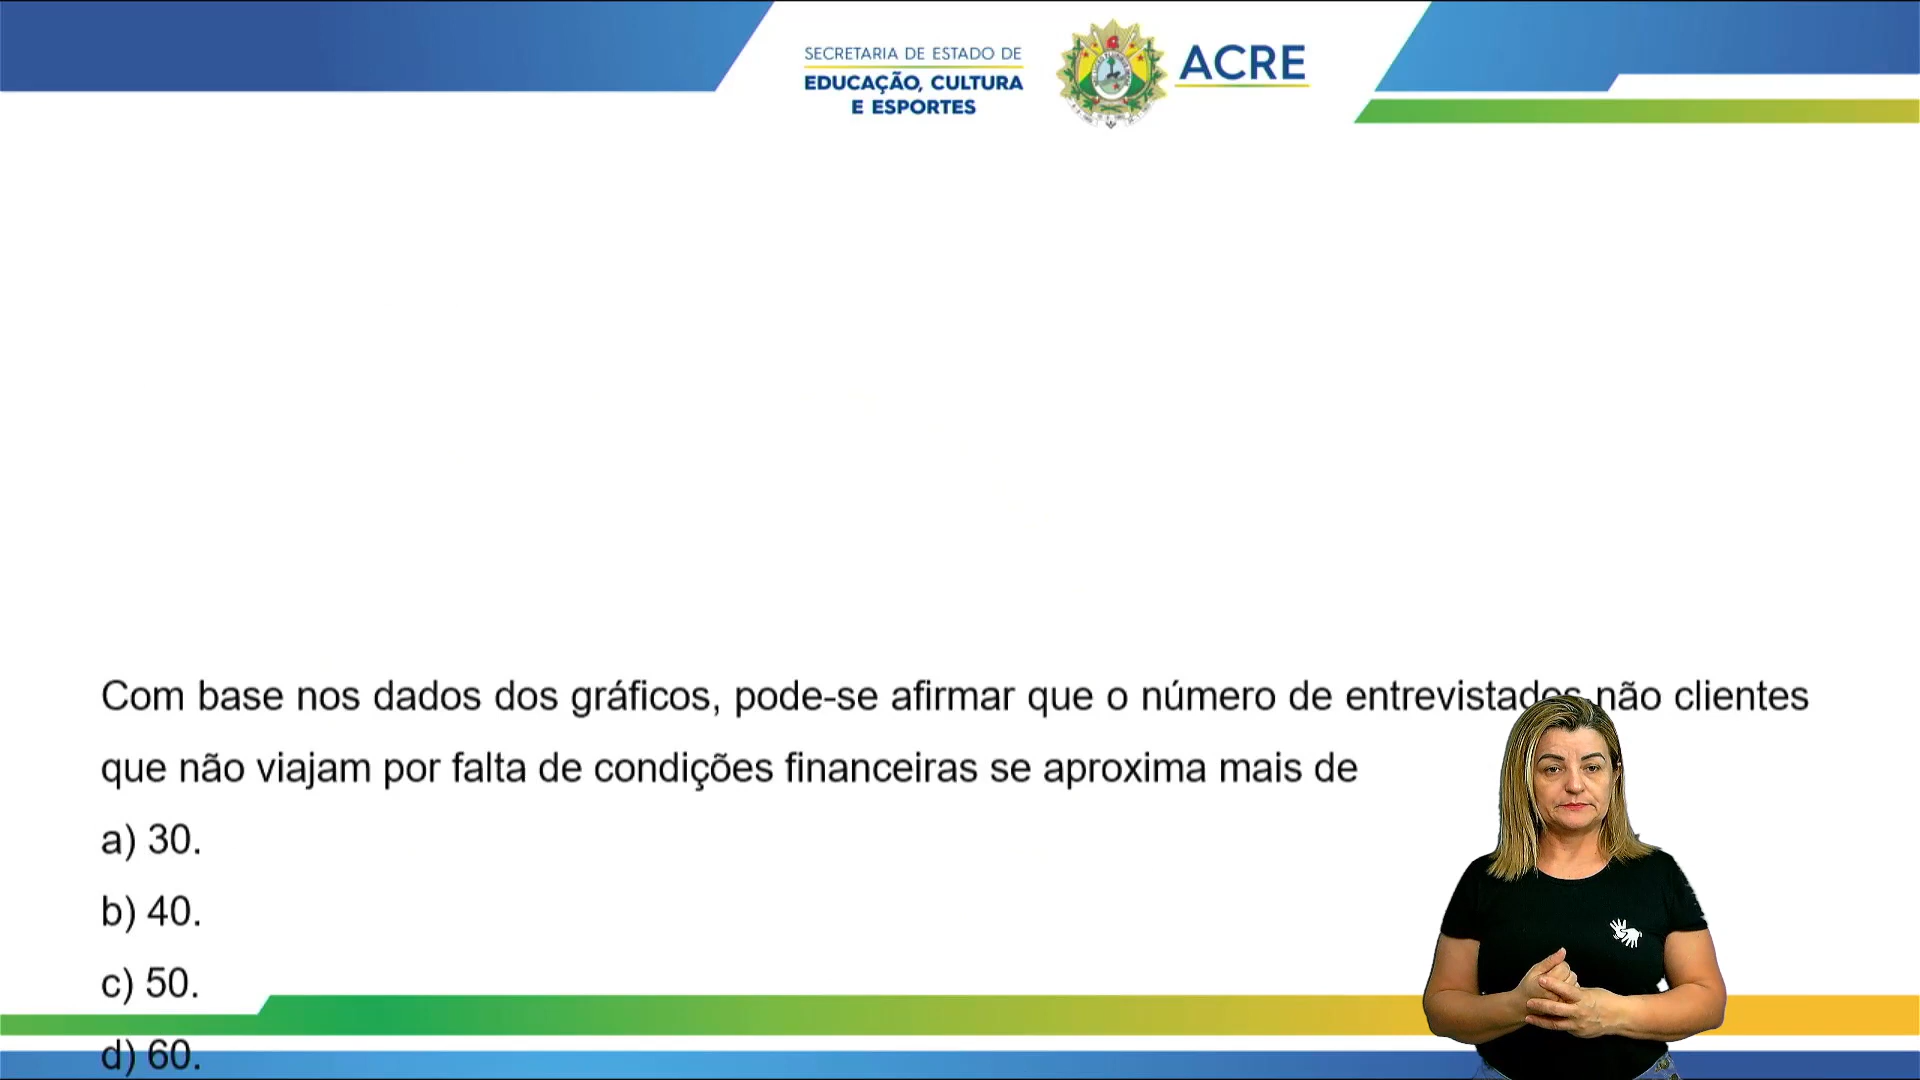 SECRETARIA DE ESTADO DE
EDUCAÇÃO, CULTURA
E ESPORTES
ACRE
Com base nos dados dos gráficos, pode-se afirmar que o número de entrevistados não clientes
que não viajam por falta de condições financeiras se aproxima mais de
a) 30.
b) 40.
c) 50.
d) 60.